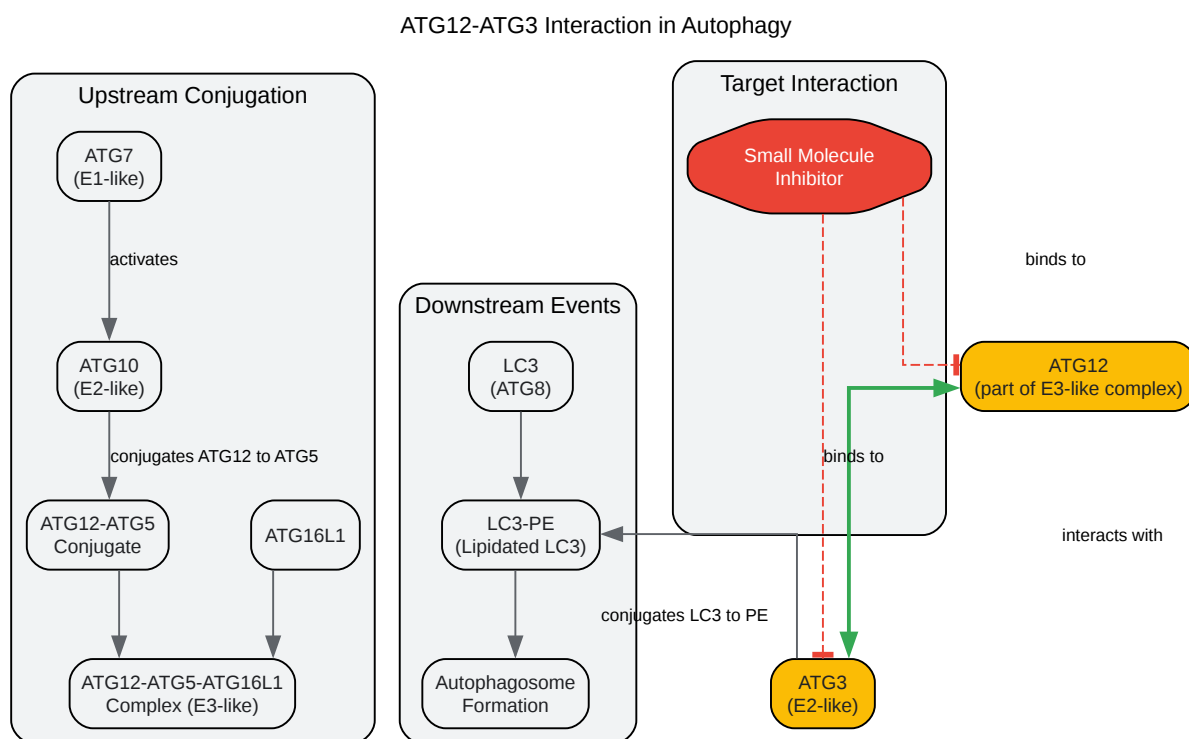 ATG12-ATG3 Interaction in Autophagy
Upstream Conjugation
ATG7
(E1-like)
activates
ATG10
(E2-like)
conjugates ATG12 to ATG5
ATG12-ATG5
Conjugate
ATG16L1
ATG12-ATG5-ATG16L1
Complex (E3-like)
Downstream Events
LC3
(ATG8)
LC3-PE
(Lipidated LC3)
conjugates LC3 to PE
Autophagosome
Formation
Target Interaction
Small Molecule
Inhibitor
binds to
ATG12
(part of E3-like complex)
binds to
interacts with
ATG3
(E2-like)